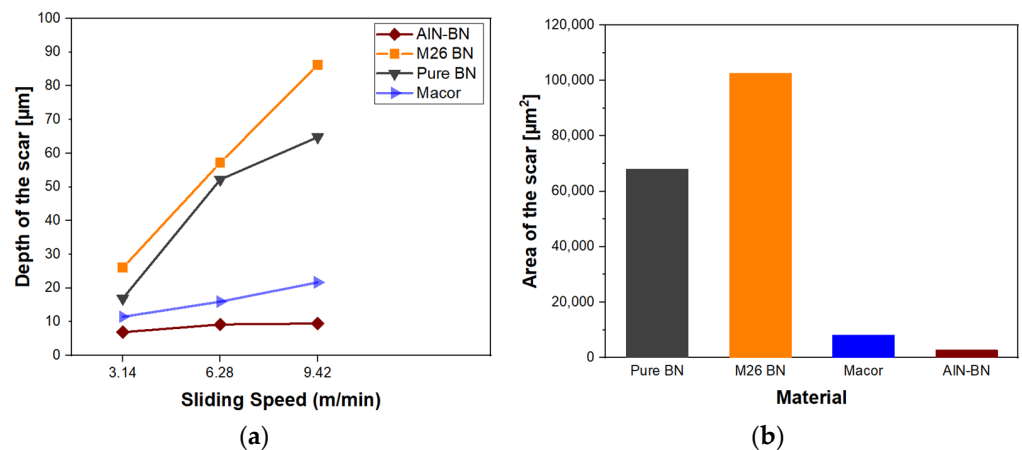 100
90
80
70
60
50
40
30
20
10
0
Depth of the scar [µm]
AlN-BN
M26 BN
Pure BN
Macor
3.14 6.28 9.42
Sliding Speed (m/min)
(a)
120,000
100,000
80,000
60,000
40,000
20,000
0
Area of the scar [µm²]
Pure BN M26 BN Macor AlN-BN
Material
(b)